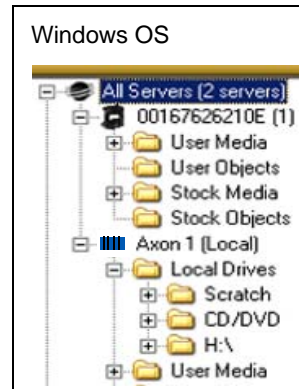 Windows OS
All Servers (2 servers)
00167626210E (1)
User Media
User Objects
Stock Media
Stock Objects
Axon 1 (Local)
Local Drives
Scratch
CD/DVD
H:\
User Media